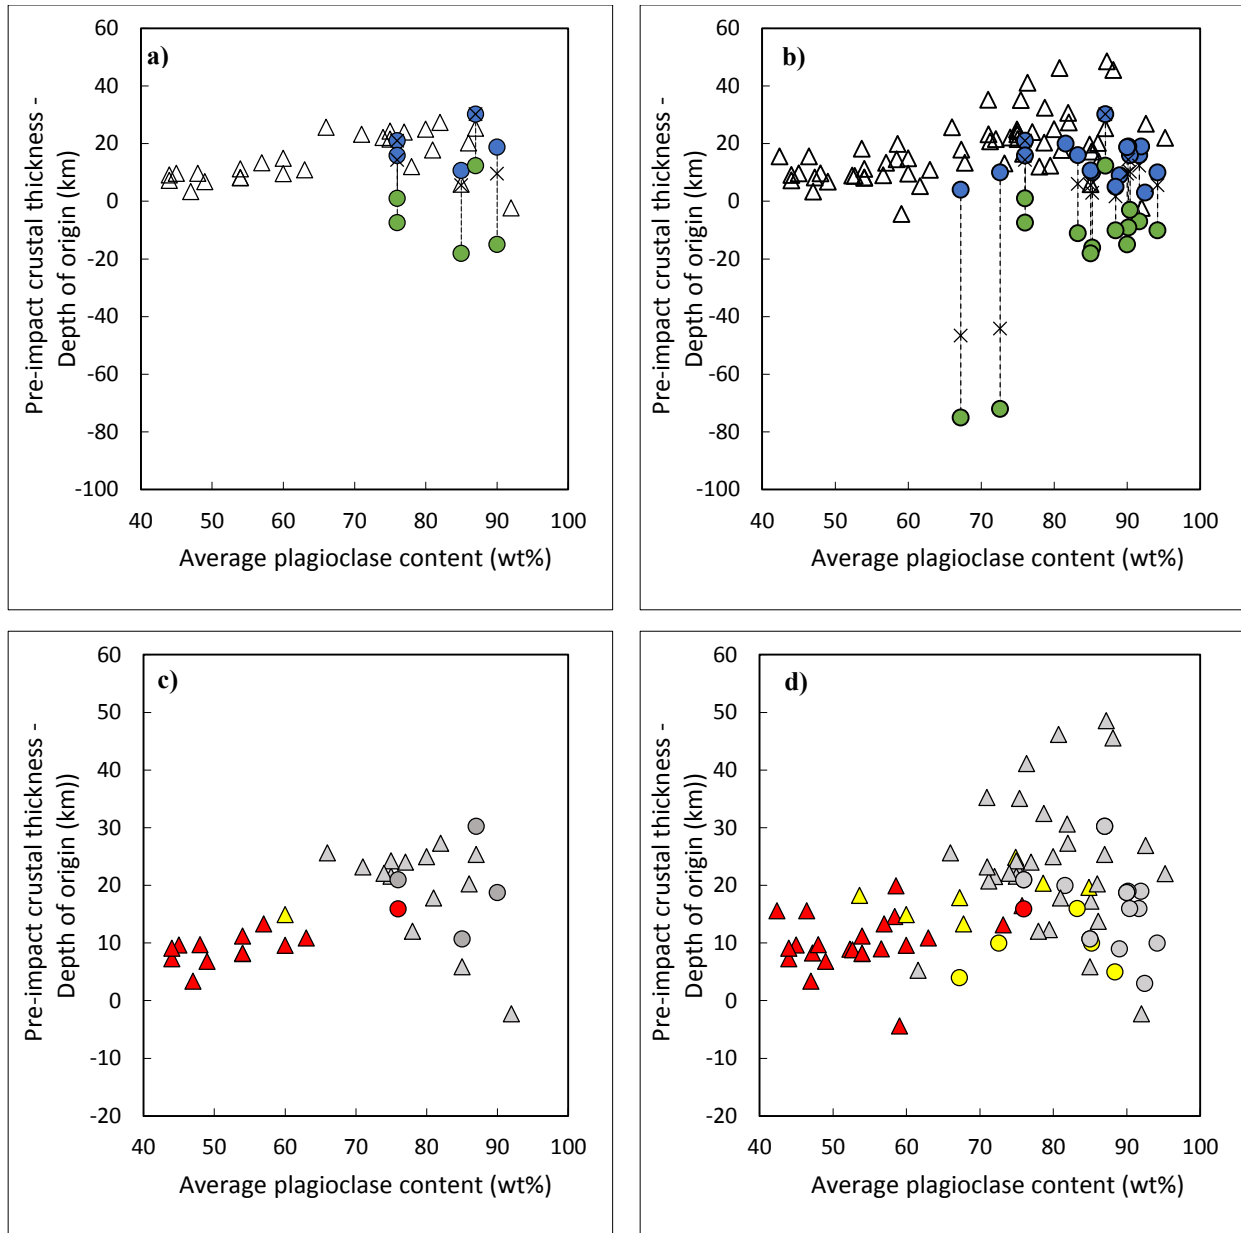 a)
60
40
20
0
-20
-40
-60
-80
-100
40 50 60 70 80 90 100
Pre-impact crustal thickness -
Depth of origin (km)
Average plagioclase content (wt%)
b)
60
40
20
0
-20
-40
-60
-80
-100
40 50 60 70 80 90 100
Pre-impact crustal thickness -
Depth of origin (km)
Average plagioclase content (wt%)
c)
60
50
40
30
20
10
0
-10
-20
40 50 60 70 80 90 100
Pre-impact crustal thickness -
Depth of origin (km))
Average plagioclase content (wt%)
d)
60
50
40
30
20
10
0
-10
-20
40 50 60 70 80 90 100
Pre-impact crustal thickness -
Depth of origin (km))
Average plagioclase content (wt%)